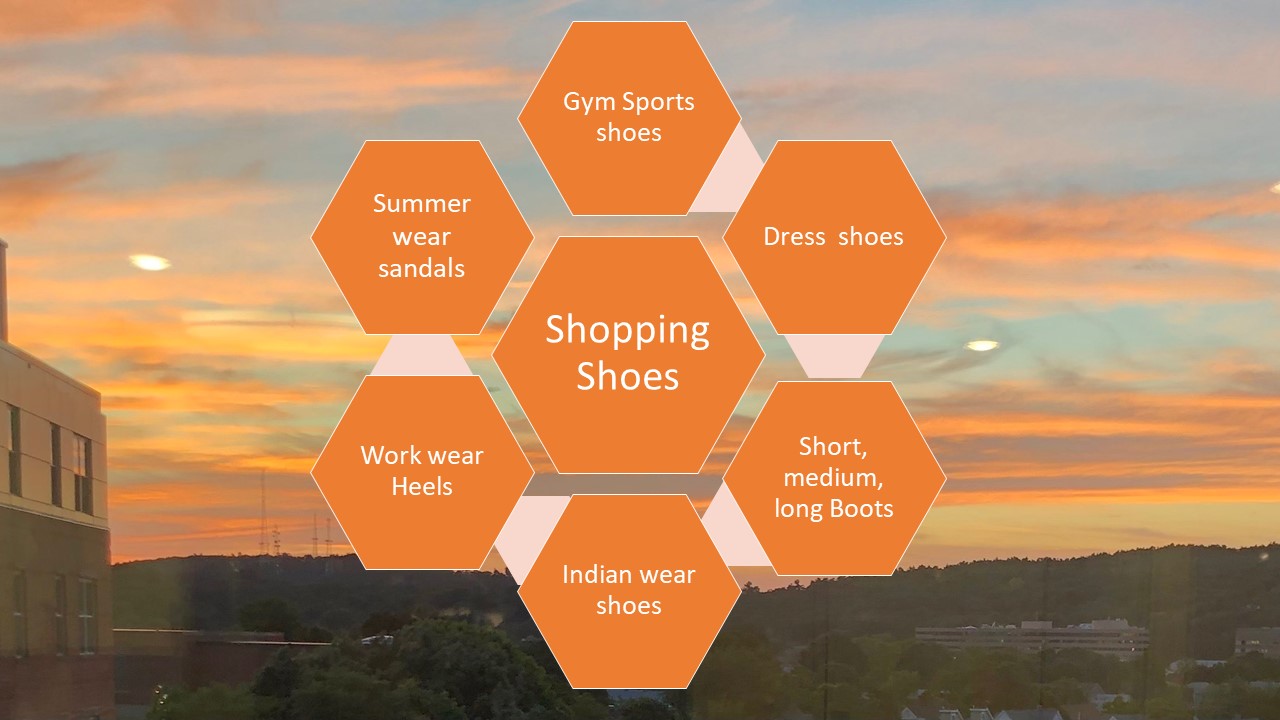 Gym Sports
shoes
Dress  shoes
Short,
medium,
long Boots
Indian wear
shoes
Work wear
Heels
Summer
wear
sandals
Shopping
Shoes